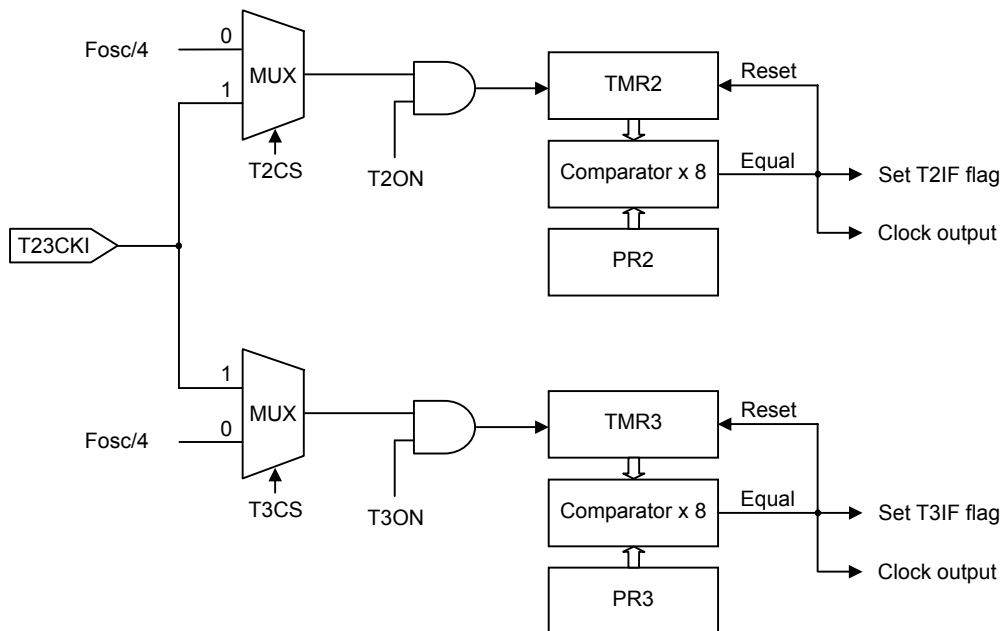 Fosc/4
0
1
MUX
T2CS
T2ON
TMR2
Reset
Comparator x 8
Equal
Set T2IF flag
Clock output
PR2
T23CKI
1
0
Fosc/4
MUX
T3CS
T3ON
TMR3
Reset
Comparator x 8
Equal
Set T3IF flag
Clock output
PR3